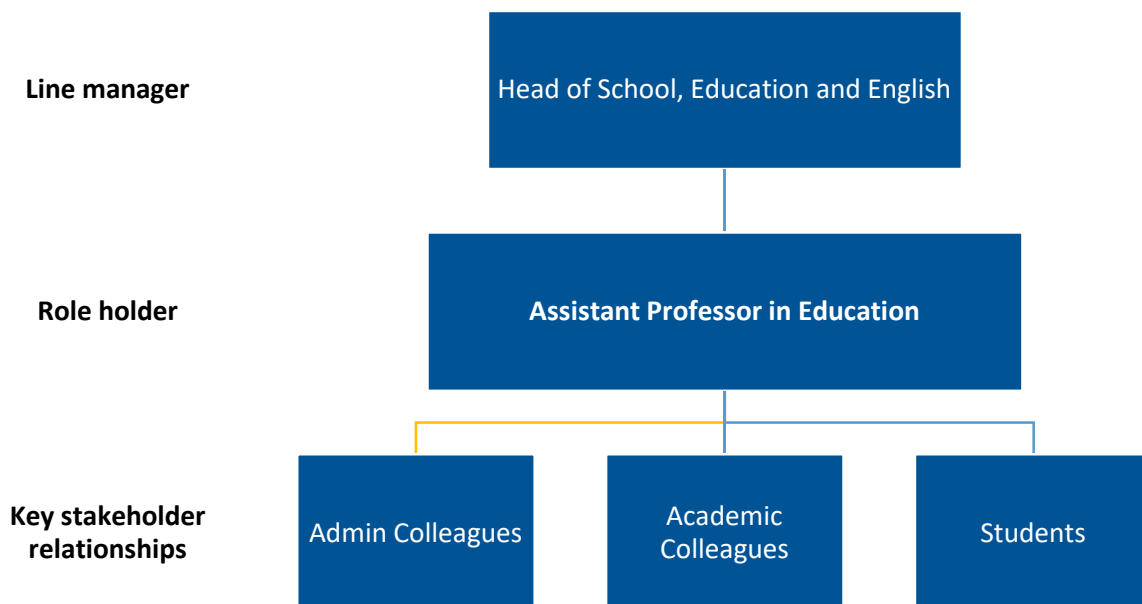 Line manager
Head of School, Education and English
Role holder
Assistant Professor in Education
Key stakeholder
relationships
Admin Colleagues
Academic
Colleagues
Students